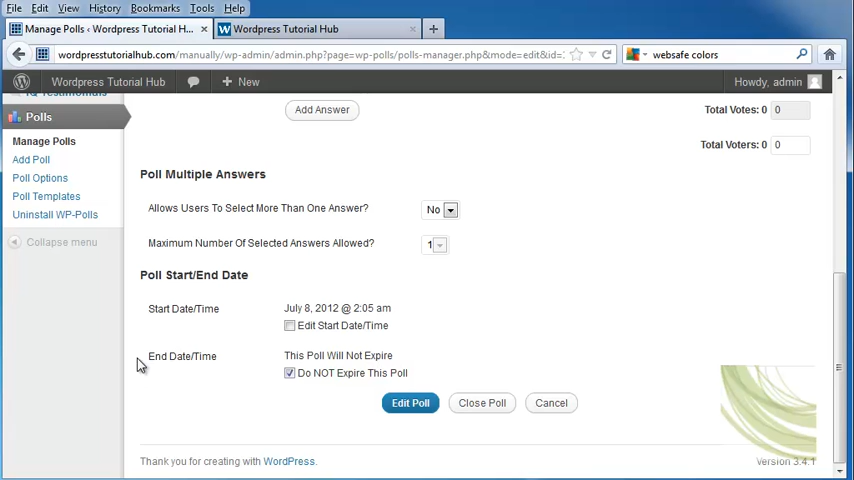 File Edit View History Bookmarks Tools Help
Manage Polls ‹ Wordpress Tutorial H... × Wordpress Tutorial Hub × +
wordpresstutorialhub.com/manually/wp-admin/admin.php?page=wp-polls/polls-manager.php&mode=edit&id=
websafe colors
Wordpress Tutorial Hub + New Howdy, admin
IQ Testimonials
Polls
Manage Polls
Add Poll
Poll Options
Poll Templates
Uninstall WP-Polls
Collapse menu
Add Answer
Total Votes: 0 0
Total Voters: 0 0
Poll Multiple Answers
Allows Users To Select More Than One Answer? No
Maximum Number Of Selected Answers Allowed? 1
Poll Start/End Date
Start Date/Time July 8, 2012 @ 2:05 am
Edit Start Date/Time
End Date/Time This Poll Will Not Expire
Do NOT Expire This Poll
Edit Poll Close Poll Cancel
Thank you for creating with WordPress. Version 3.4.1